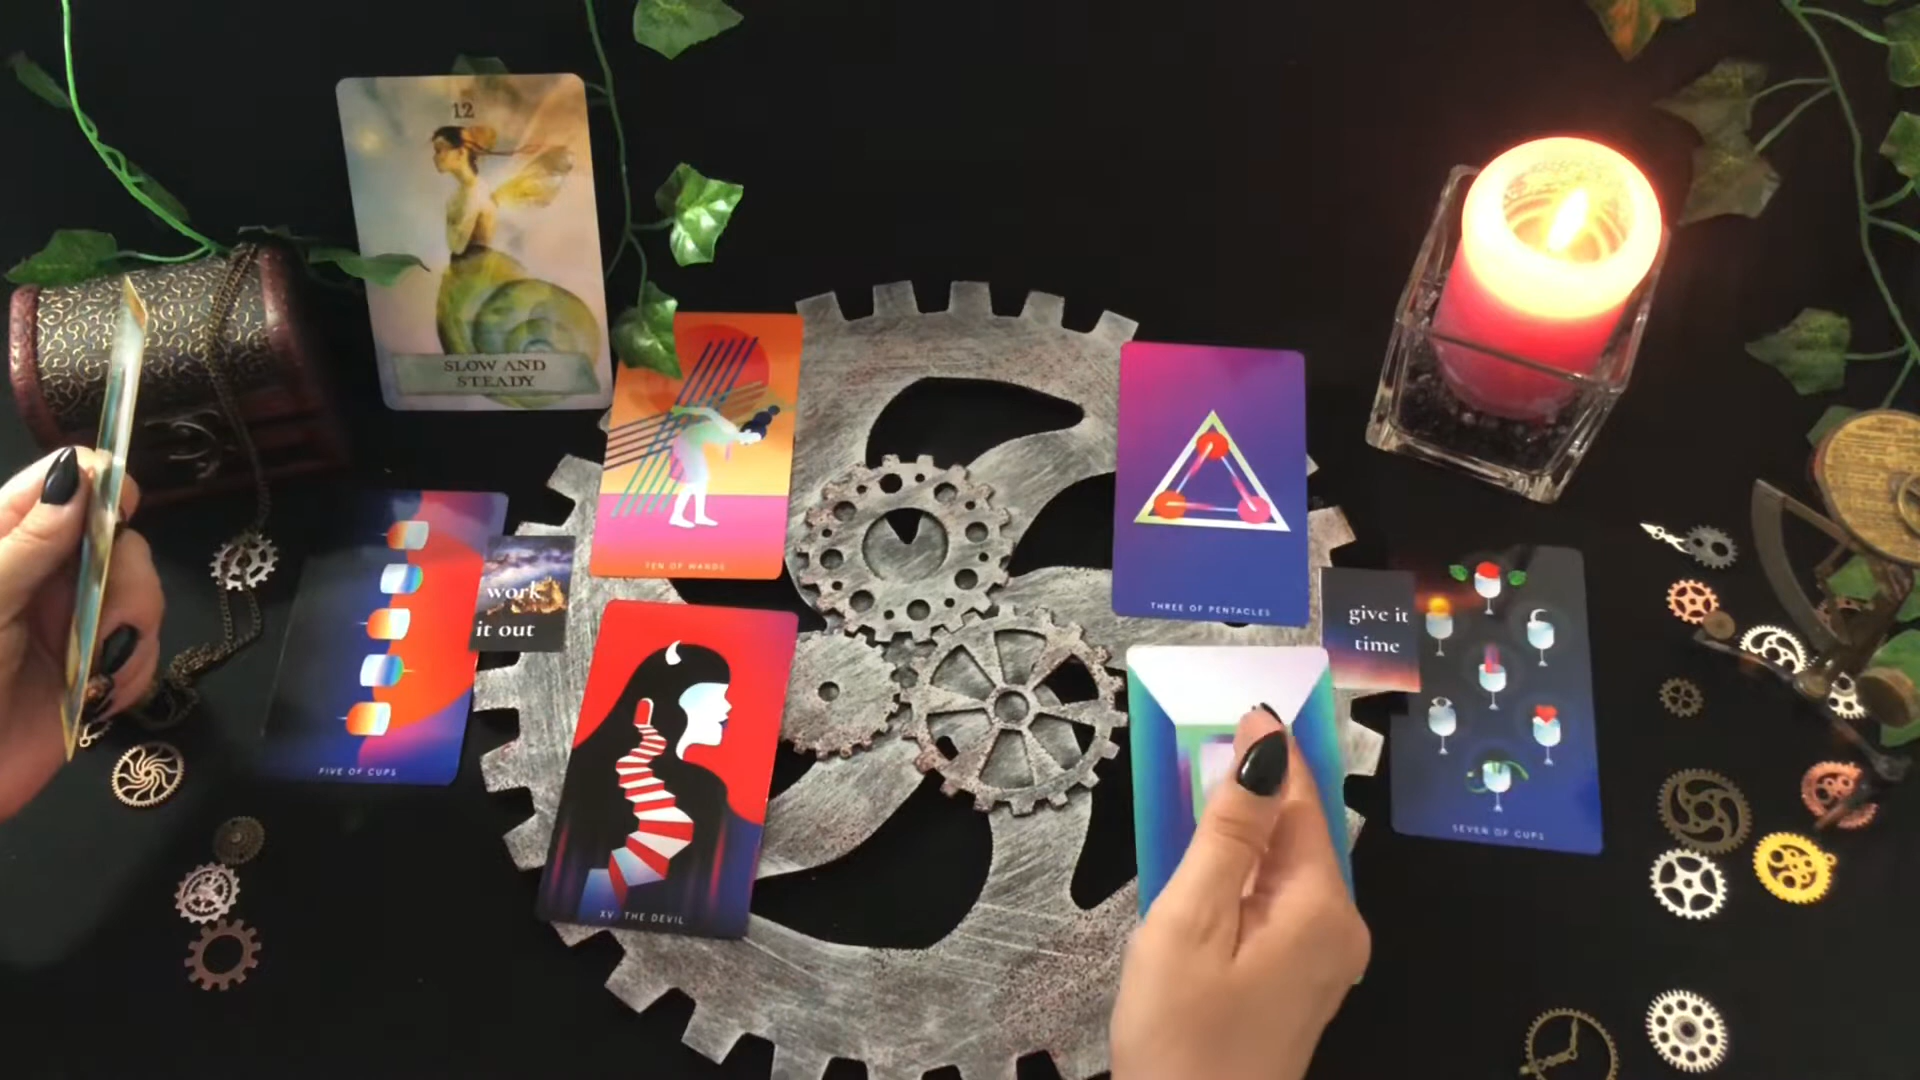 12
SLOW AND
STEADY
TEN OF WANDS
THREE OF PENTACLES
work
it out
give it
time
FIVE OF CUPS
SEVEN OF CUPS
XV THE DEVIL